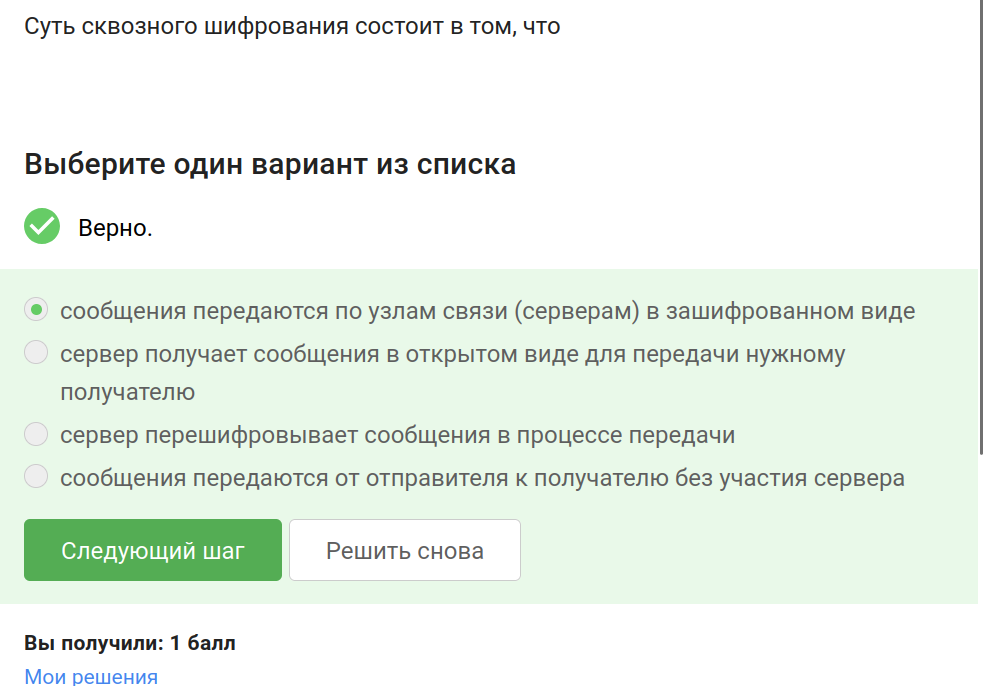 Суть сквозного шифрования состоит в том, что
Выберите один вариант из списка
Верно.
сообщения передаются по узлам связи (серверам) в зашифрованном виде
сервер получает сообщения в открытом виде для передачи нужному
получателю
сервер перешифровывает сообщения в процессе передачи
сообщения передаются от отправителя к получателю без участия сервера
Следующий шаг
Решить снова
Вы получили: 1 балл
Мои решения